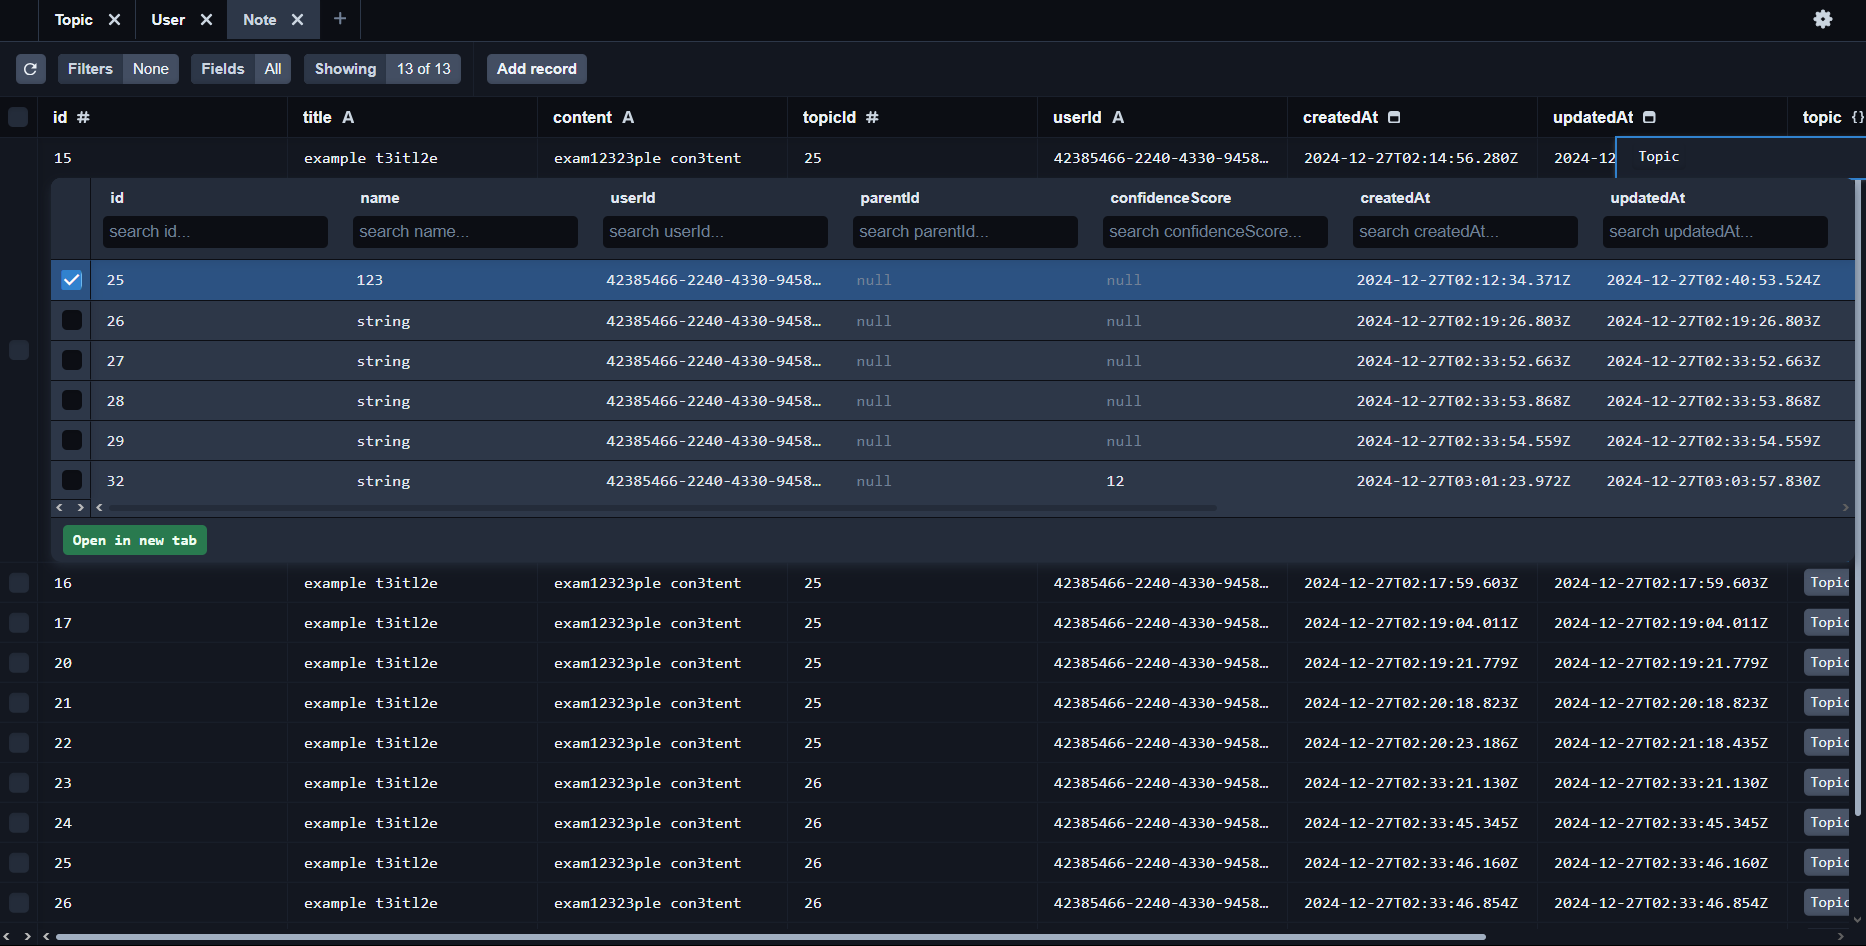 Topic User Note
Filters None Fields All Showing 13 of 13 Add record
id # title A content A topicId # userId A createdAt updatedAt topic {}
15 example t3itl2e exam12323ple con3tent 25 42385466-2240-4330-9458… 2024-12-27T02:14:56.280Z 2024-12 Topic
id name userId parentId confidenceScore createdAt updatedAt
search id... search name... search userId... search parentId... search confidenceScore... search createdAt... search updatedAt...
25 123 42385466-2240-4330-9458… null null 2024-12-27T02:12:34.371Z 2024-12-27T02:40:53.524Z
26 string 42385466-2240-4330-9458… null null 2024-12-27T02:19:26.803Z 2024-12-27T02:19:26.803Z
27 string 42385466-2240-4330-9458… null null 2024-12-27T02:33:52.663Z 2024-12-27T02:33:52.663Z
28 string 42385466-2240-4330-9458… null null 2024-12-27T02:33:53.868Z 2024-12-27T02:33:53.868Z
29 string 42385466-2240-4330-9458… null null 2024-12-27T02:33:54.559Z 2024-12-27T02:33:54.559Z
32 string 42385466-2240-4330-9458… null 12 2024-12-27T03:01:23.972Z 2024-12-27T03:03:57.830Z
Open in new tab
16 example t3itl2e exam12323ple con3tent 25 42385466-2240-4330-9458… 2024-12-27T02:17:59.603Z 2024-12-27T02:17:59.603Z Topic
17 example t3itl2e exam12323ple con3tent 25 42385466-2240-4330-9458… 2024-12-27T02:19:04.011Z 2024-12-27T02:19:04.011Z Topic
20 example t3itl2e exam12323ple con3tent 25 42385466-2240-4330-9458… 2024-12-27T02:19:21.779Z 2024-12-27T02:19:21.779Z Topic
21 example t3itl2e exam12323ple con3tent 25 42385466-2240-4330-9458… 2024-12-27T02:20:18.823Z 2024-12-27T02:20:18.823Z Topic
22 example t3itl2e exam12323ple con3tent 25 42385466-2240-4330-9458… 2024-12-27T02:20:23.186Z 2024-12-27T02:21:18.435Z Topic
23 example t3itl2e exam12323ple con3tent 26 42385466-2240-4330-9458… 2024-12-27T02:33:21.130Z 2024-12-27T02:33:21.130Z Topic
24 example t3itl2e exam12323ple con3tent 26 42385466-2240-4330-9458… 2024-12-27T02:33:45.345Z 2024-12-27T02:33:45.345Z Topic
25 example t3itl2e exam12323ple con3tent 26 42385466-2240-4330-9458… 2024-12-27T02:33:46.160Z 2024-12-27T02:33:46.160Z Topic
26 example t3itl2e exam12323ple con3tent 26 42385466-2240-4330-9458… 2024-12-27T02:33:46.854Z 2024-12-27T02:33:46.854Z Topic